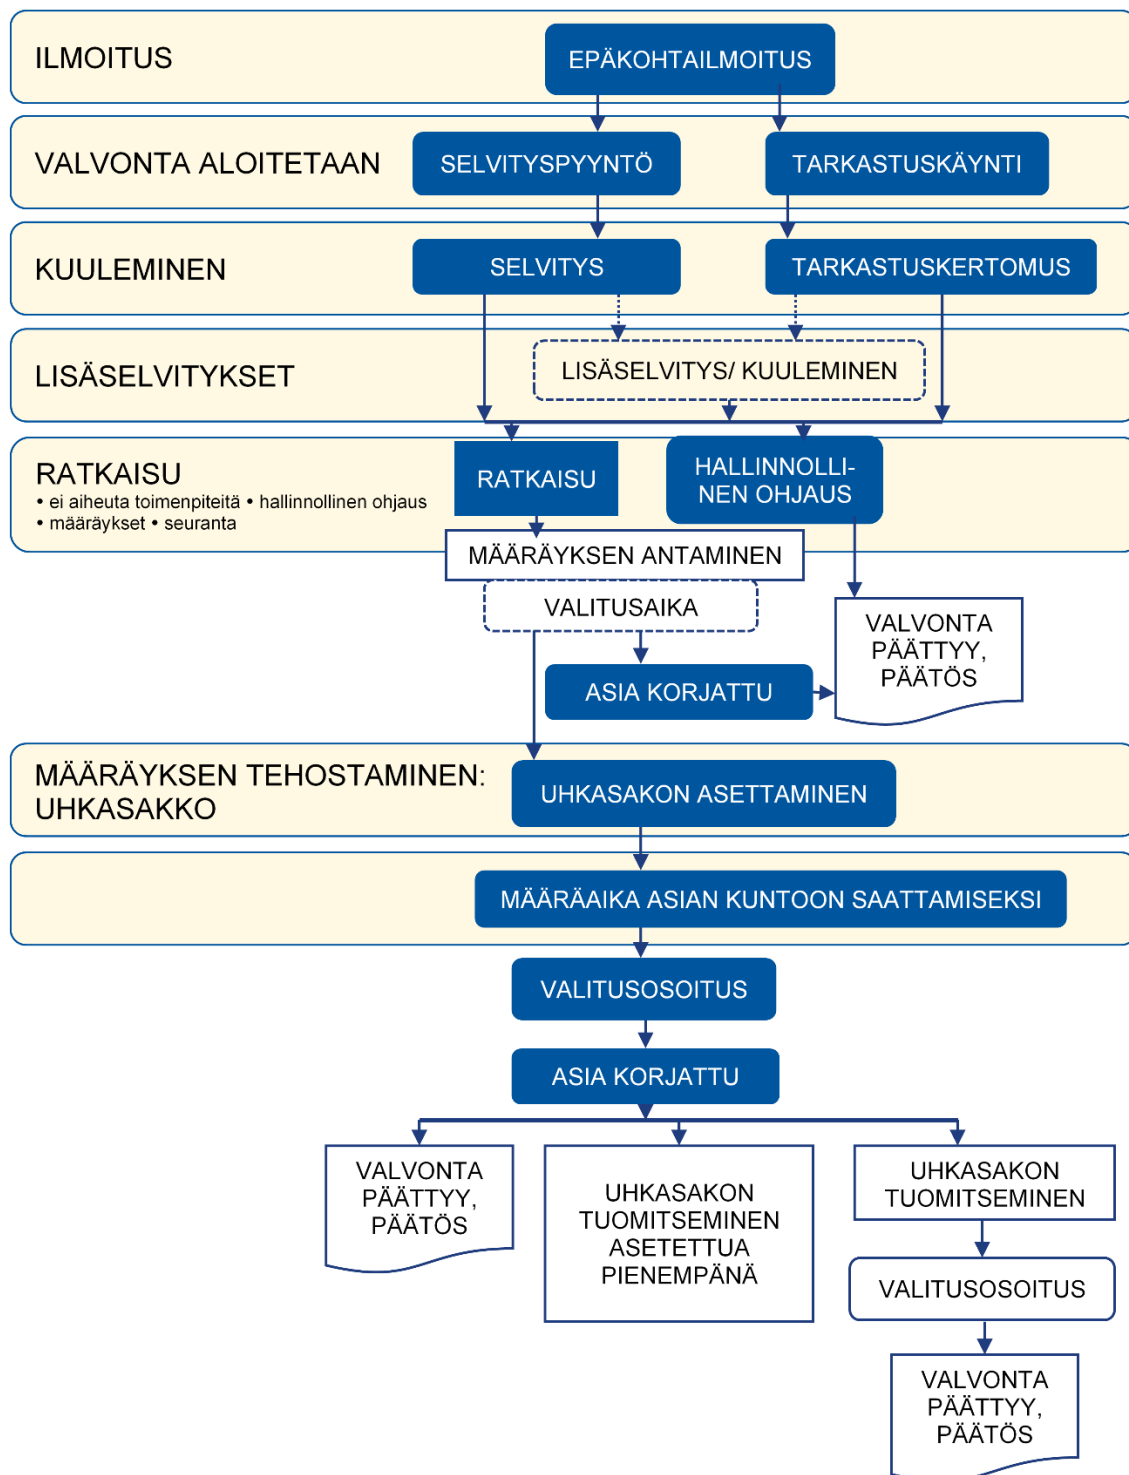 ILMOITUS
EPÄKOHTAILMOITUS
VALVONTA ALOITETAAN
SELVITYSPYYNTÖ
TARKASTUSKÄYNTI
KUULEMINEN
SELVITYS
TARKASTUSKERTOMUS
LISÄSELVITYKSET
LISÄSELVITYS/ KUULEMINEN
RATKAISU
• ei aiheuta toimenpiteitä • hallinnollinen ohjaus
• määräykset • seuranta
RATKAISU
HALLINNOLLI-
NEN OHJAUS
MÄÄRÄYKSEN ANTAMINEN
VALITUSAIKA
ASIA KORJATTU
VALVONTA
PÄÄTTYY,
PÄÄTÖS
MÄÄRÄYKSEN TEHOSTAMINEN:
UHKASAKKO
UHKASAKON ASETTAMINEN
MÄÄRÄAIKA ASIAN KUNTOON SAATTAMISEKSI
VALITUSOSOITUS
ASIA KORJATTU
VALVONTA
PÄÄTTYY,
PÄÄTÖS
UHKASAKON
TUOMITSEMINEN
ASETETTUA
PIENEMPÄNÄ
UHKASAKON
TUOMITSEMINEN
VALITUSOSOITUS
VALVONTA
PÄÄTTYY,
PÄÄTÖS